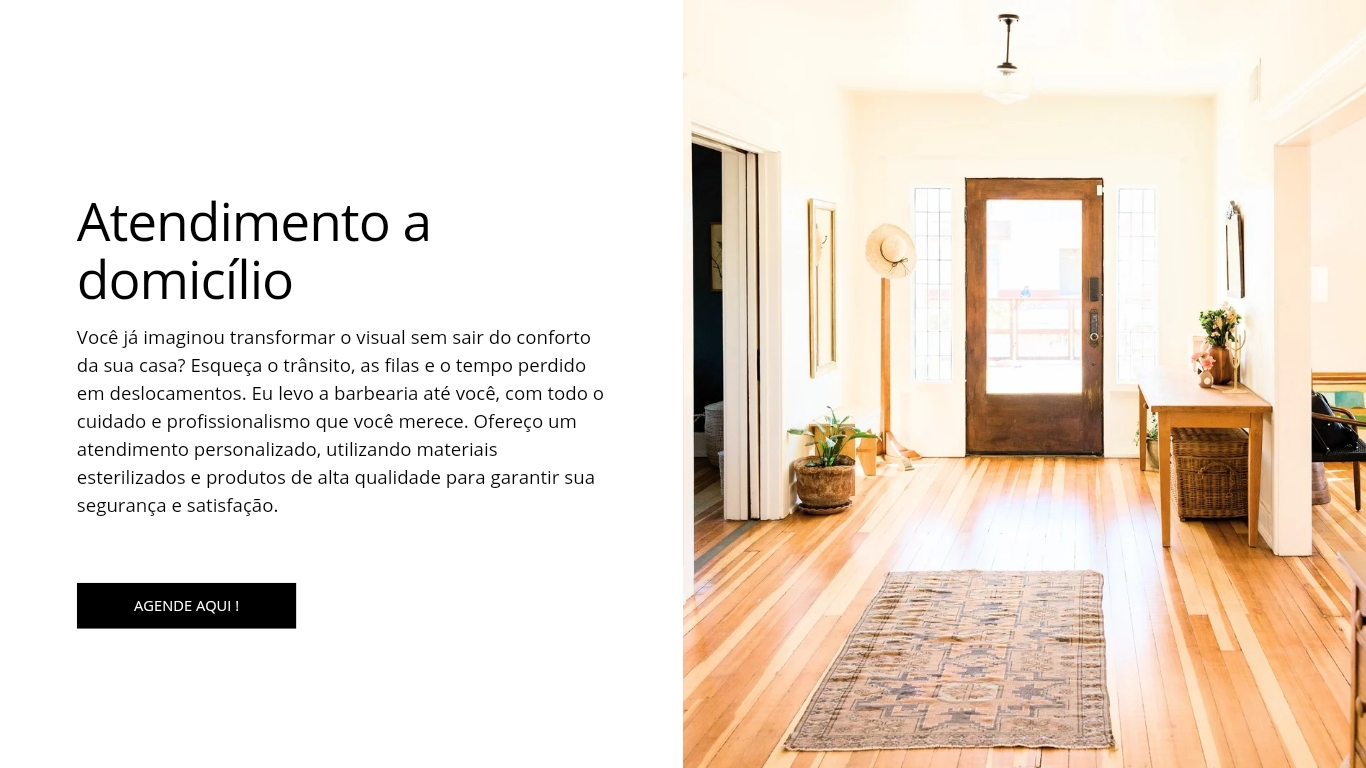 Atendimento a
domicílio
Você já imaginou transformar o visual sem sair do conforto
da sua casa? Esqueça o trânsito, as filas e o tempo perdido
em deslocamentos. Eu levo a barbearia até você, com todo o
cuidado e profissionalismo que você merece. Ofereço um
atendimento personalizado, utilizando materiais
esterilizados e produtos de alta qualidade para garantir sua
segurança e satisfação.
AGENDE AQUI !